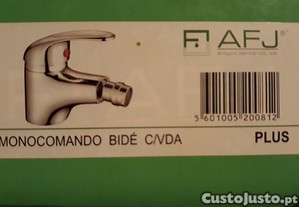 AFJ®
5 601005 200812
MONOCOMANDO BIDÉ C/VDA PLUS
CustoJusto.pt